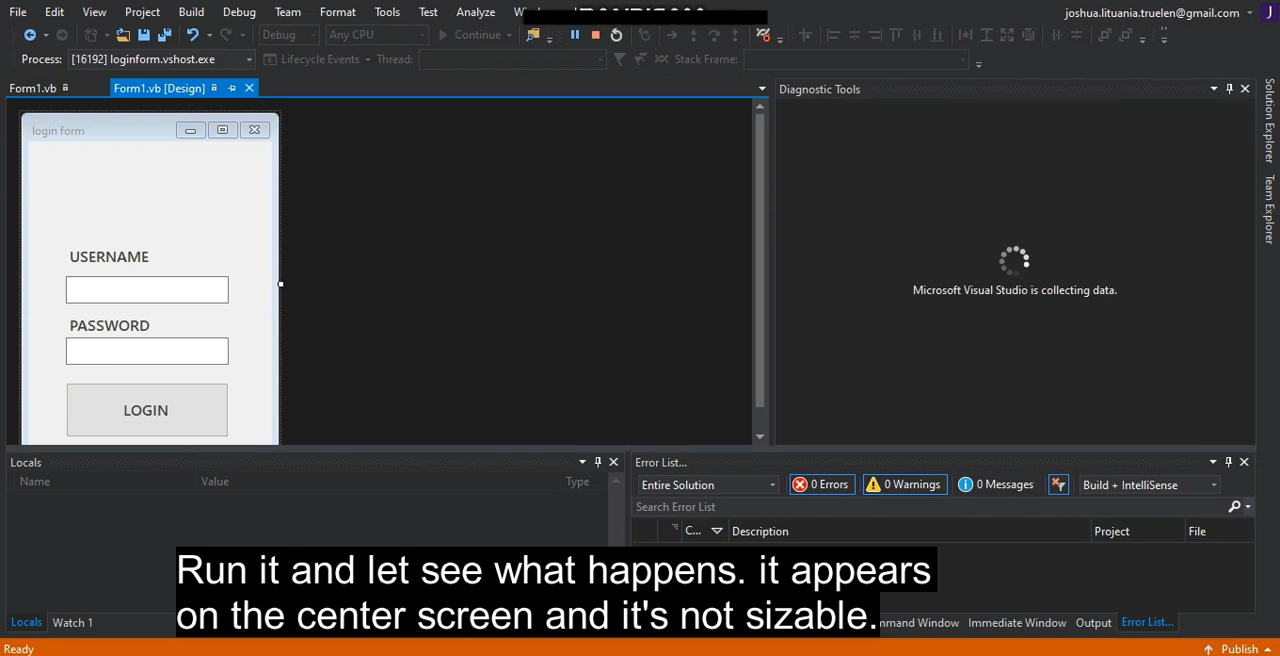 File Edit View Project Build Debug Team Format Tools Test Analyze
joshua.lituania.truelen@gmail.com J
Debug Any CPU Continue
Process: [16192] loginform.vshost.exe Lifecycle Events Thread: Stack Frame:
Form1.vb Form1.vb [Design]
Diagnostic Tools
Solution Explorer
Team Explorer
login form
USERNAME
PASSWORD
LOGIN
Microsoft Visual Studio is collecting data.
Locals
Name Value Type
Error List...
Entire Solution 0 Errors 0 Warnings 0 Messages Build + IntelliSense
Search Error List
C... Description Project File
Run it and let see what happens. it appears
on the center screen and it's not sizable.
Locals Watch 1
Window Immediate Window Output Error List...
Ready Publish